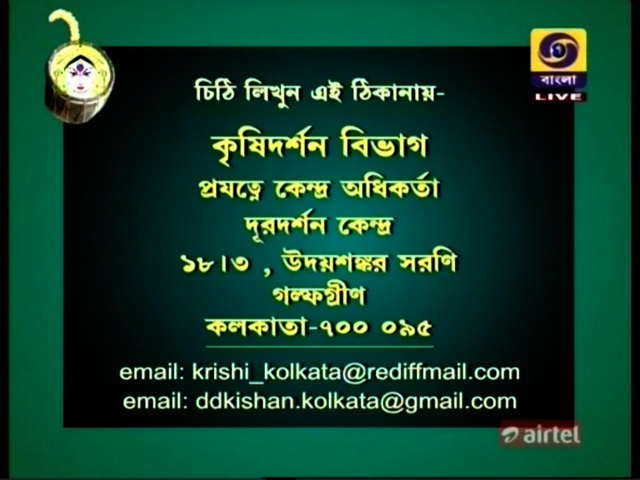 চিঠি লিখুন এই ঠিকানায়-
কৃষিদর্শন বিভাগ
প্রযত্নে কেন্দ্র অধিকর্তা
দূরদর্শন কেন্দ্র
১৮।৩ , উদয়শঙ্কর সরণি
গল্ফগ্রীণ
কলকাতা-৭০০ ০৯৫
email: krishi_kolkata@rediffmail.com
email: ddkishan.kolkata@gmail.com
বাংলা
LIVE
airtel